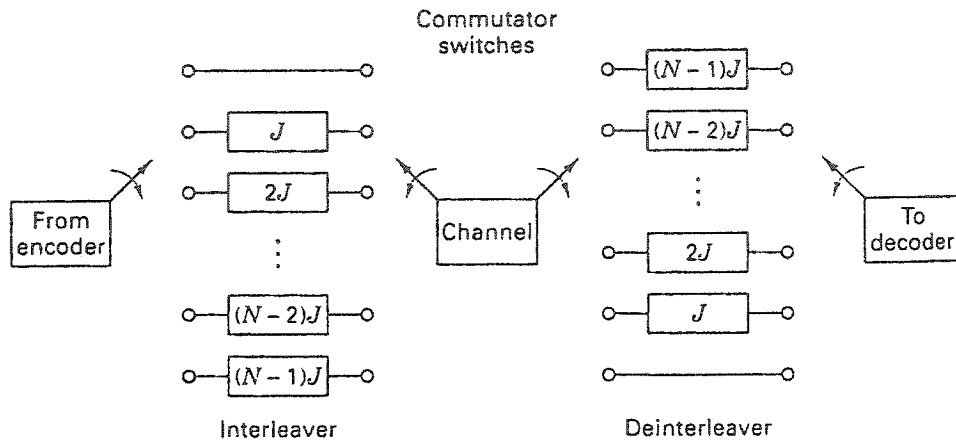 Commutator
switches
J
2J
⋮
(N − 2)J
(N − 1)J
(N − 1)J
(N − 2)J
⋮
2J
J
From
encoder
Channel
To
decoder
Interleaver
Deinterleaver